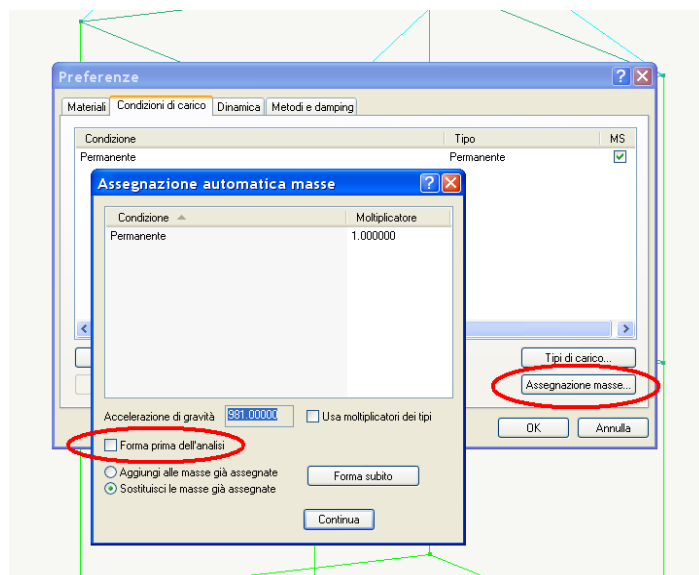 Preferenze
Materiali Condizioni di carico Dinamica Metodi e damping
Condizione Tipo MS
Permanente Permanente
Assegnazione automatica masse
Condizione Moltiplicatore
Permanente 1.000000
Tipi di carico...
Assegnazione masse...
Accelerazione di gravità 981.00000 Usa moltiplicatori dei tipi
OK Annulla
Forma prima dell'analisi
Aggiungi alle masse già assegnate
Forma subito
Sostituisci le masse già assegnate
Continua